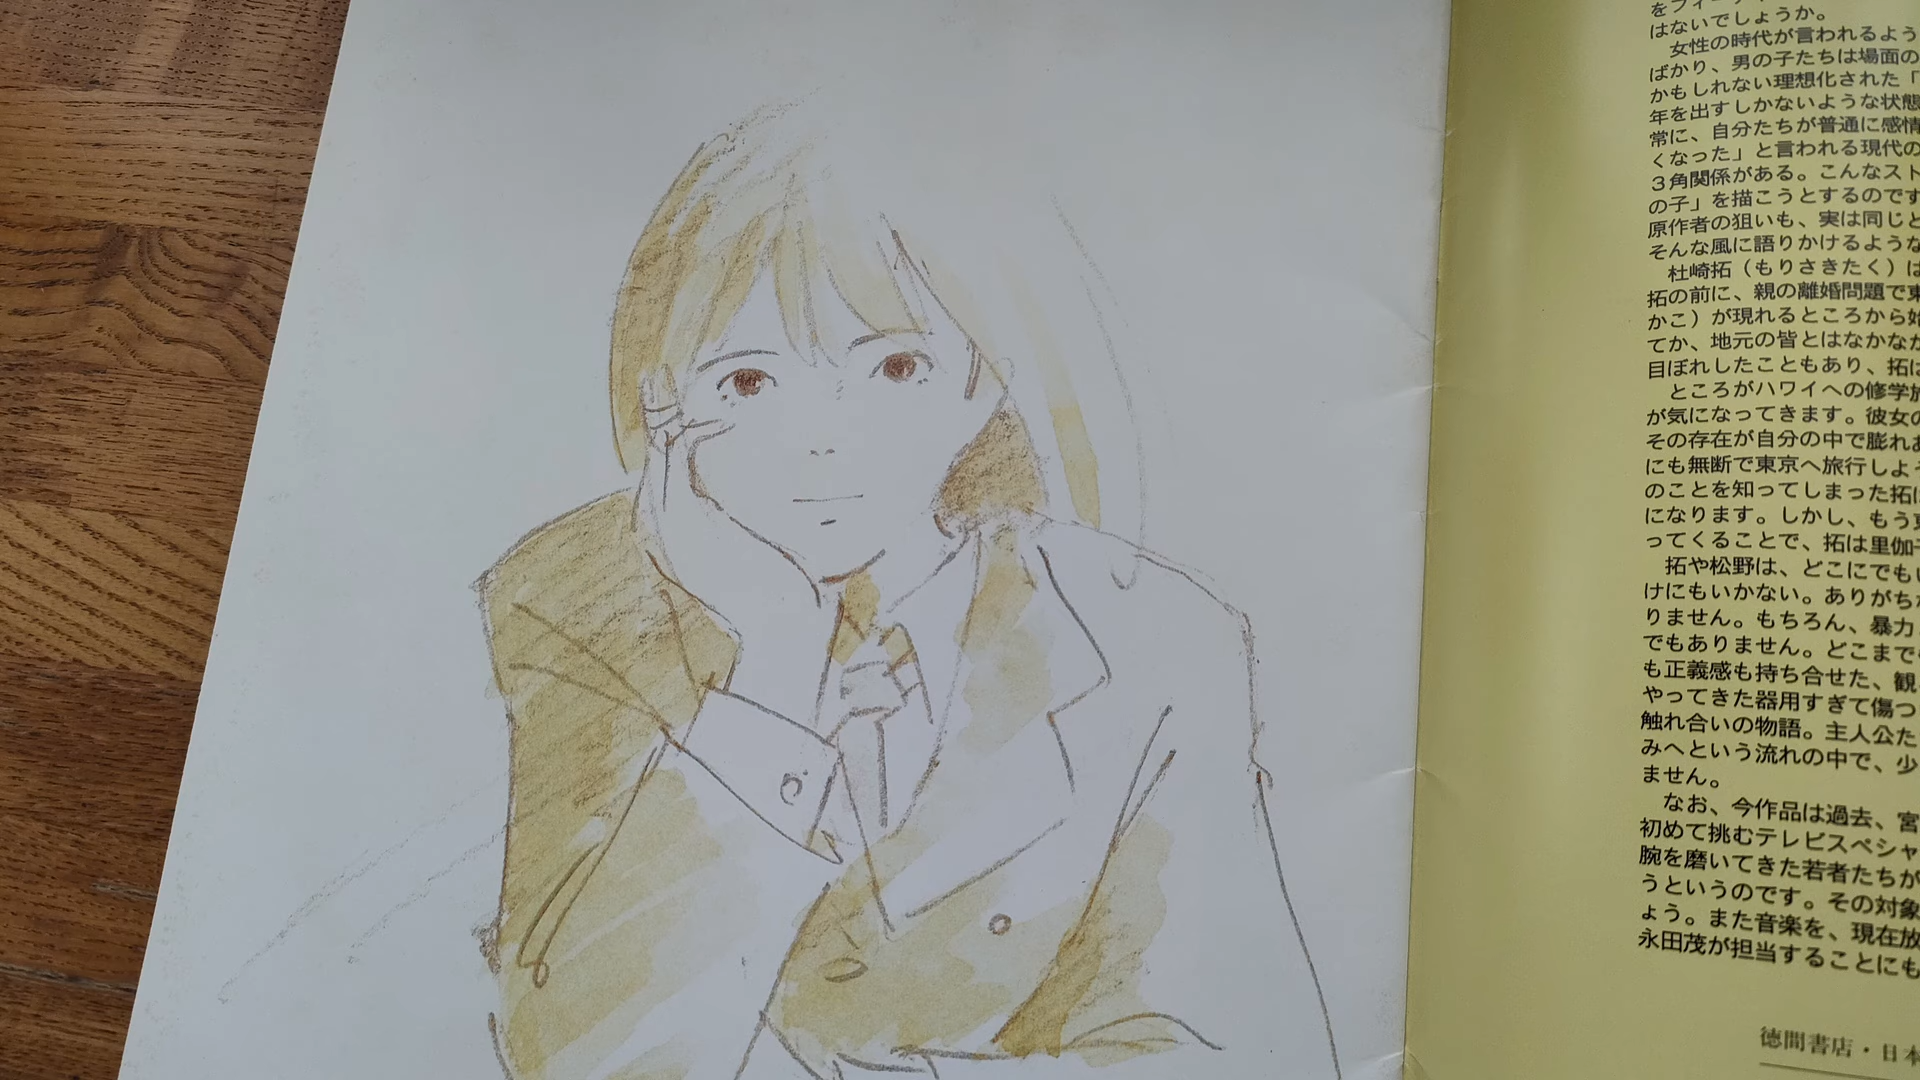 をフィー
はないでしょうか。
女性の時代が言われるよう
ばかり、男の子たちは場面の
かもしれない理想化された「
年を出すしかないような状態
常に、自分たちが普通に感情
くなった」と言われる現代の
３角関係がある。こんなスト
の子」を描こうとするのです
原作者の狙いも、実は同じと
そんな風に語りかけるような
杜崎拓（もりさきたく）は
拓の前に、親の離婚問題で東
かこ）が現れるところから始
てか、地元の皆とはなかなか
目ぼれしたこともあり、拓は
ところがハワイへの修学旅
が気になってきます。彼女の
その存在が自分の中で膨れあ
にも無断で東京へ旅行しよう
のことを知ってしまった拓は
になります。しかし、もう東
ってくることで、拓は里伽子
拓や松野は、どこにでもい
けにもいかない。ありがちな
りません。もちろん、暴力
でもありません。どこまで
も正義感も持ち合せた、観
やってきた器用すぎて傷つ
触れ合いの物語。主人公た
みへという流れの中で、少
ません。
なお、今作品は過去、宮
初めて挑むテレビスペシャ
腕を磨いてきた若者たちが
うというのです。その対象
ょう。また音楽を、現在放
永田茂が担当することにも
徳間書店・日本